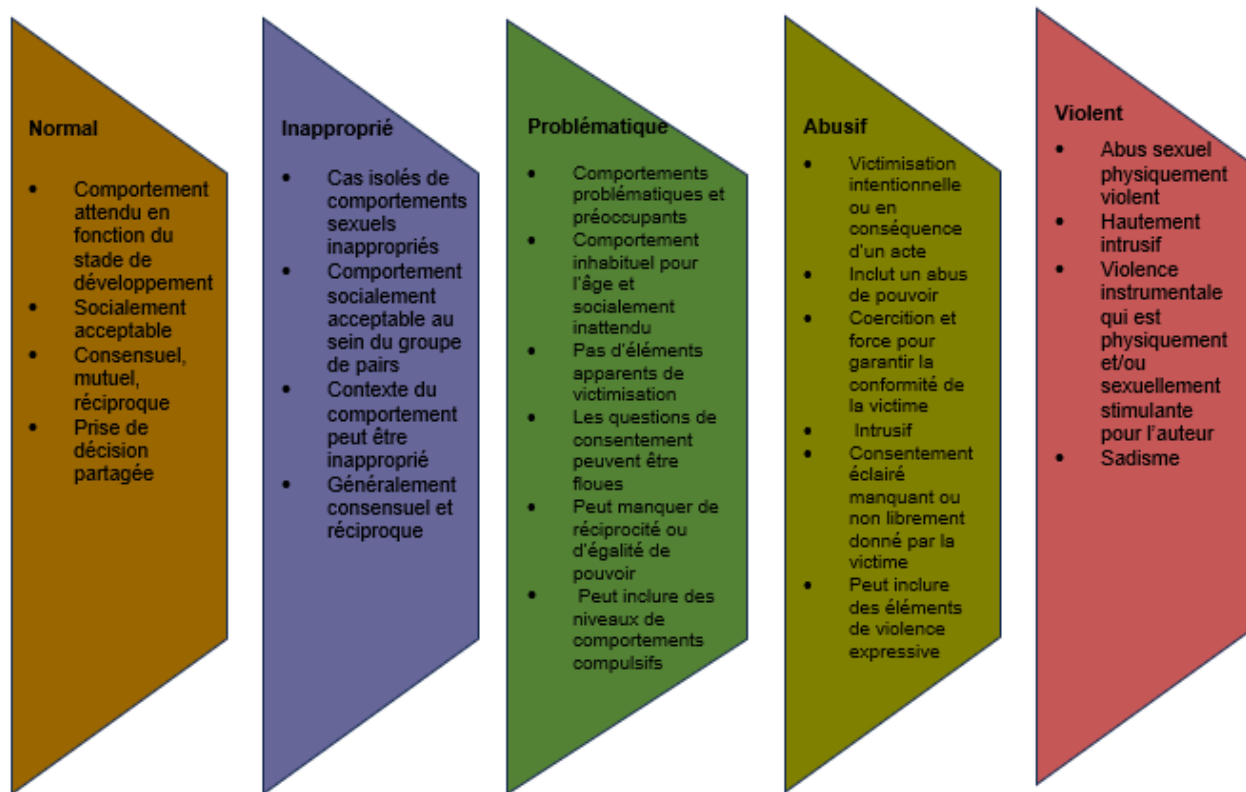 Normal
• Comportement
attendu en
fonction du
stade de
développement
• Socialement
acceptable
• Consensuel,
mutuel,
réciproque
• Prise de
décision
partagée
Inapproprié
• Cas isolés de
comportements
sexuels
inappropriés
• Comportement
socialement
acceptable au
sein du groupe
de pairs
• Contexte du
comportement
peut être
inapproprié
• Généralement
consensuel et
réciproque
Problématique
• Comportements
problématiques et
préoccupants
• Comportement
inhabituel pour
l'âge et
socialement
inattendu
• Pas d'éléments
apparents de
victimisation
• Les questions de
consentement
peuvent être
floues
• Peut manquer de
réciprocité ou
d'égalité de
pouvoir
• Peut inclure des
niveaux de
comportements
compulsifs
Abusif
• Victimisation
intentionnelle
ou en
conséquence
d'un acte
• Inclut un abus
de pouvoir
• Coercition et
force pour
garantir la
conformité de
la victime
• Intrusif
• Consentement
éclairé
manquant ou
non librement
donné par la
victime
• Peut inclure
des éléments
de violence
expressive
Violent
• Abus sexuel
physiquement
violent
• Hautement
intrusif
• Violence
instrumentale
qui est
physiquement
et/ou
sexuellement
stimulante
pour l'auteur
• Sadisme